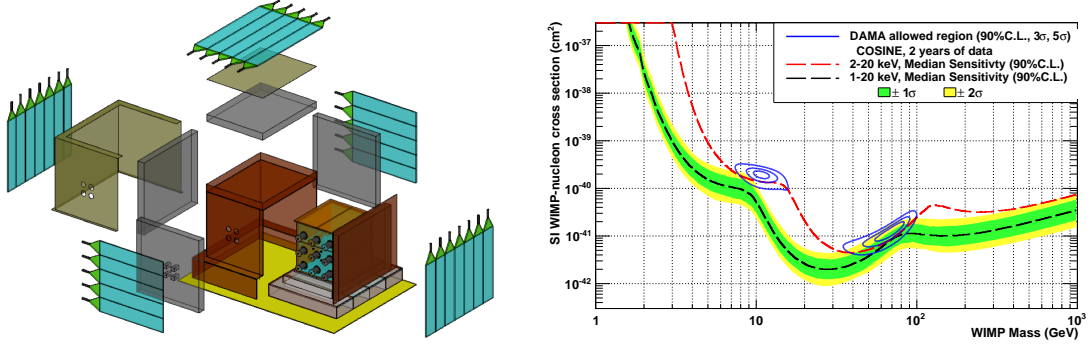 SI WIMP-nucleon cross section (cm²)
10⁻³⁷
10⁻³⁸
10⁻³⁹
10⁻⁴⁰
10⁻⁴¹
10⁻⁴²
DAMA allowed region (90%C.L., 3σ, 5σ)
COSINE, 2 years of data
2-20 keV, Median Sensitivity (90%C.L.)
1-20 keV, Median Sensitivity (90%C.L.)
± 1σ ± 2σ
1 10 10² 10³
WIMP Mass (GeV)